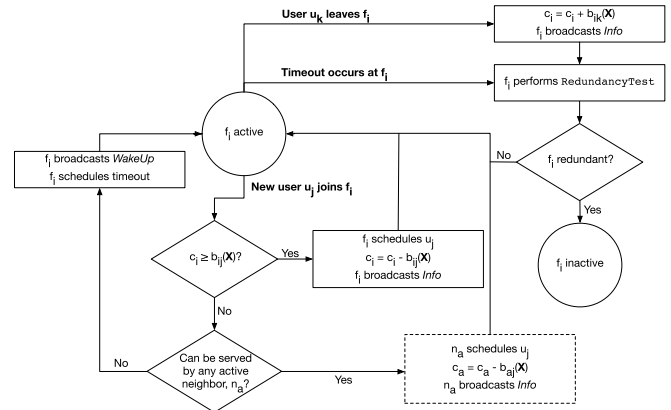 User u_k leaves f_i
c_i = c_i + b_ik(X)
f_i broadcasts Info
Timeout occurs at f_i
f_i performs RedundancyTest
f_i active
No
f_i redundant?
f_i broadcasts WakeUp
f_i schedules timeout
New user u_j joins f_i
Yes
f_i inactive
c_i ≥ b_ij(X)?
Yes
f_i schedules u_j
c_i = c_i - b_ij(X)
f_i broadcasts Info
No
Can be served
by any active
neighbor, n_a?
No
Yes
n_a schedules u_j
c_a = c_a - b_aj(X)
n_a broadcasts Info